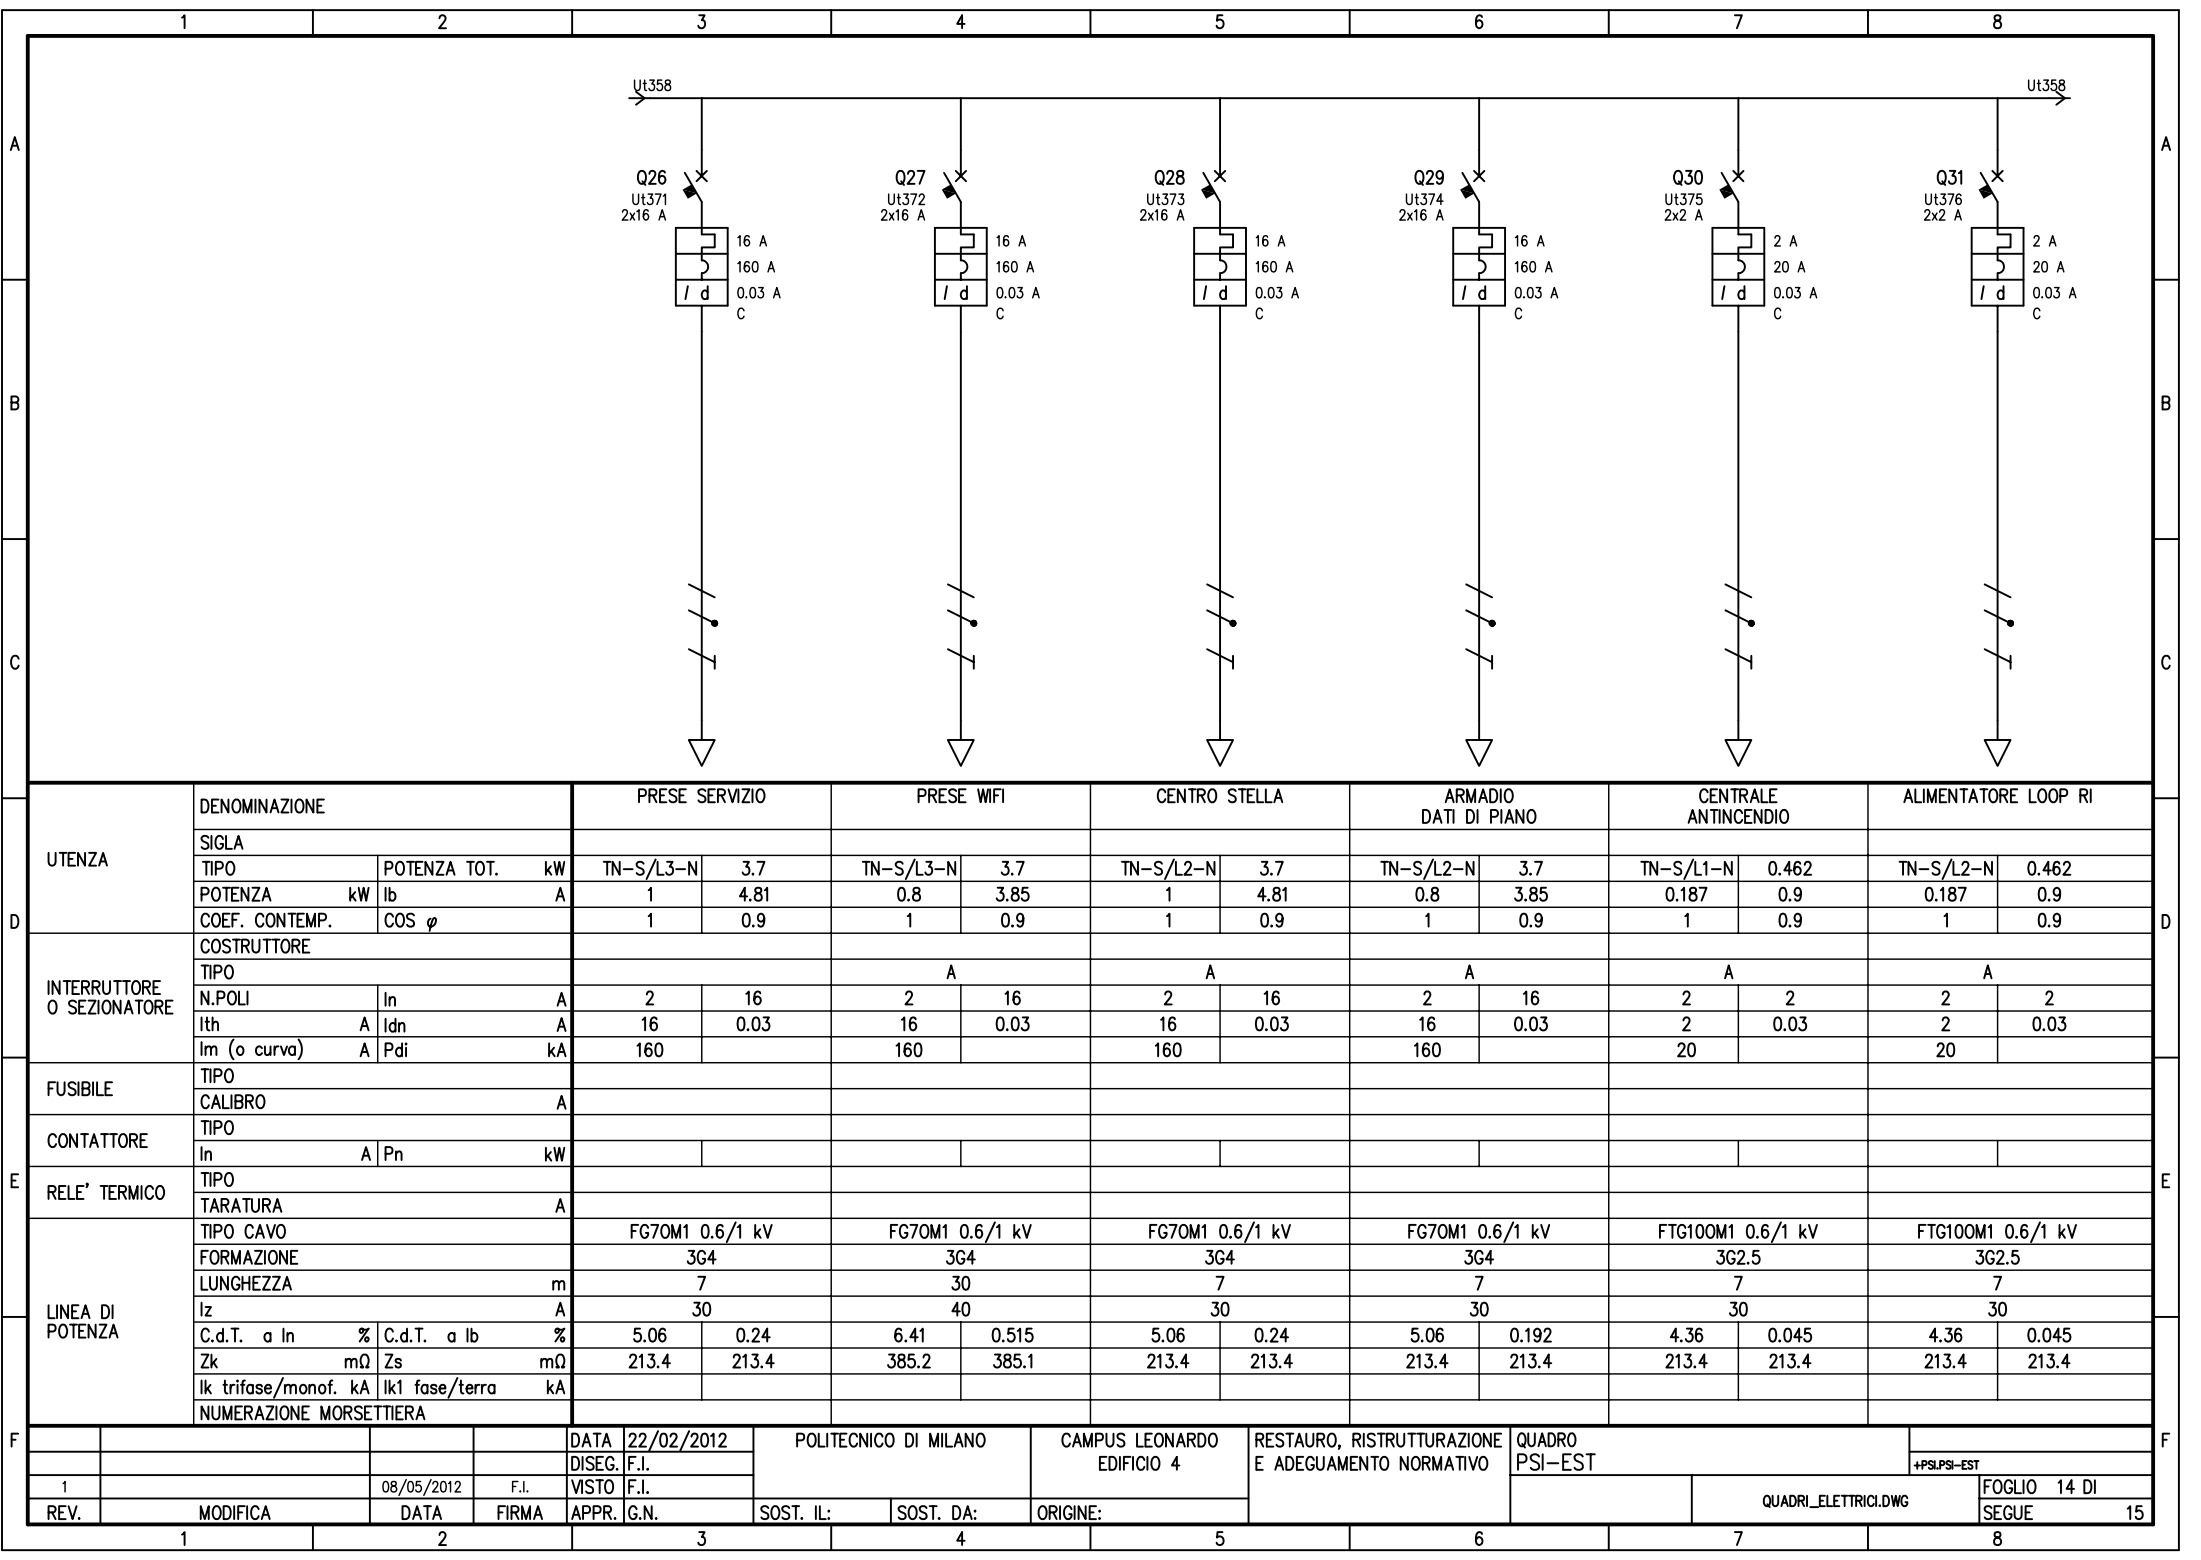 1 2 3 4 5 6 7 8
Ut358 Ut358
A A
Q26 Q27 Q28 Q29 Q30 Q31
Ut371 Ut372 Ut373 Ut374 Ut375 Ut376
2x16 A 2x16 A 2x16 A 2x16 A 2x2 A 2x2 A
16 A 16 A 16 A 16 A 2 A 2 A
160 A 160 A 160 A 160 A 20 A 20 A
I d 0.03 A I d 0.03 A I d 0.03 A I d 0.03 A I d 0.03 A I d 0.03 A
C C C C C C
B B
C C
UTENZA
DENOMINAZIONE PRESE SERVIZIO PRESE WIFI CENTRO STELLA ARMADIO DATI DI PIANO CENTRALE ANTINCENDIO ALIMENTATORE LOOP RI
SIGLA
TIPO POTENZA TOT. kW TN-S/L3-N 3.7 TN-S/L3-N 3.7 TN-S/L2-N 3.7 TN-S/L2-N 3.7 TN-S/L1-N 0.462 TN-S/L2-N 0.462
POTENZA kW Ib A 1 4.81 0.8 3.85 1 4.81 0.8 3.85 0.187 0.9 0.187 0.9
D COEF. CONTEMP. COS φ 1 0.9 1 0.9 1 0.9 1 0.9 1 0.9 1 0.9 D
INTERRUTTORE
O SEZIONATORE
COSTRUTTORE
TIPO A A A A A
N.POLI In A 2 16 2 16 2 16 2 16 2 2 2 2
Ith A Idn A 16 0.03 16 0.03 16 0.03 16 0.03 2 0.03 2 0.03
Im (o curva) A Pdi kA 160 160 160 160 20 20
FUSIBILE
TIPO
CALIBRO A
CONTATTORE
TIPO
In A Pn kW
E RELE' TERMICO E
TIPO
TARATURA A
LINEA DI
POTENZA
TIPO CAVO FG7OM1 0.6/1 kV FG7OM1 0.6/1 kV FG7OM1 0.6/1 kV FG7OM1 0.6/1 kV FTG10OM1 0.6/1 kV FTG10OM1 0.6/1 kV
FORMAZIONE 3G4 3G4 3G4 3G4 3G2.5 3G2.5
LUNGHEZZA m 7 30 7 7 7 7
Iz A 30 40 30 30 30 30
C.d.T. a In % C.d.T. a Ib % 5.06 0.24 6.41 0.515 5.06 0.24 5.06 0.192 4.36 0.045 4.36 0.045
Zk mΩ Zs mΩ 213.4 213.4 385.2 385.1 213.4 213.4 213.4 213.4 213.4 213.4 213.4 213.4
Ik trifase/monof. kA Ik1 fase/terra kA
NUMERAZIONE MORSETTIERA
F F
DATA 22/02/2012 POLITECNICO DI MILANO CAMPUS LEONARDO RESTAURO, RISTRUTTURAZIONE QUADRO
DISEG. F.I. EDIFICIO 4 E ADEGUAMENTO NORMATIVO PSI-EST +PSI.PSI-EST
1 08/05/2012 F.I. VISTO F.I. QUADRI_ELETTRICI.DWG FOGLIO 14 DI
REV. MODIFICA DATA FIRMA APPR. G.N. SOST. IL: SOST. DA: ORIGINE: SEGUE 15
1 2 3 4 5 6 7 8